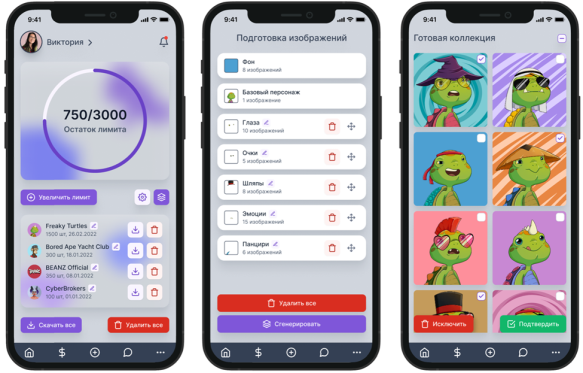 9:41
Виктория
750/3000
Остаток лимита
Увеличить лимит
Freaky Turtles
1500 шт, 26.02.2022
Bored Ape Yacht Club
300 шт, 18.01.2022
BEANZ Official
350 шт, 08.01.2022
CyberBrokers
100 шт, 01.01.2022
Скачать все
Удалить все
9:41
Подготовка изображений
Фон
8 изображений
Базовый персонаж
1 изображение
Глаза
10 изображений
Очки
5 изображений
Шляпы
8 изображений
Эмоции
15 изображений
Панцири
6 изображений
Удалить все
Сгенерировать
9:41
Готовая коллекция
Исключить
Подтвердить